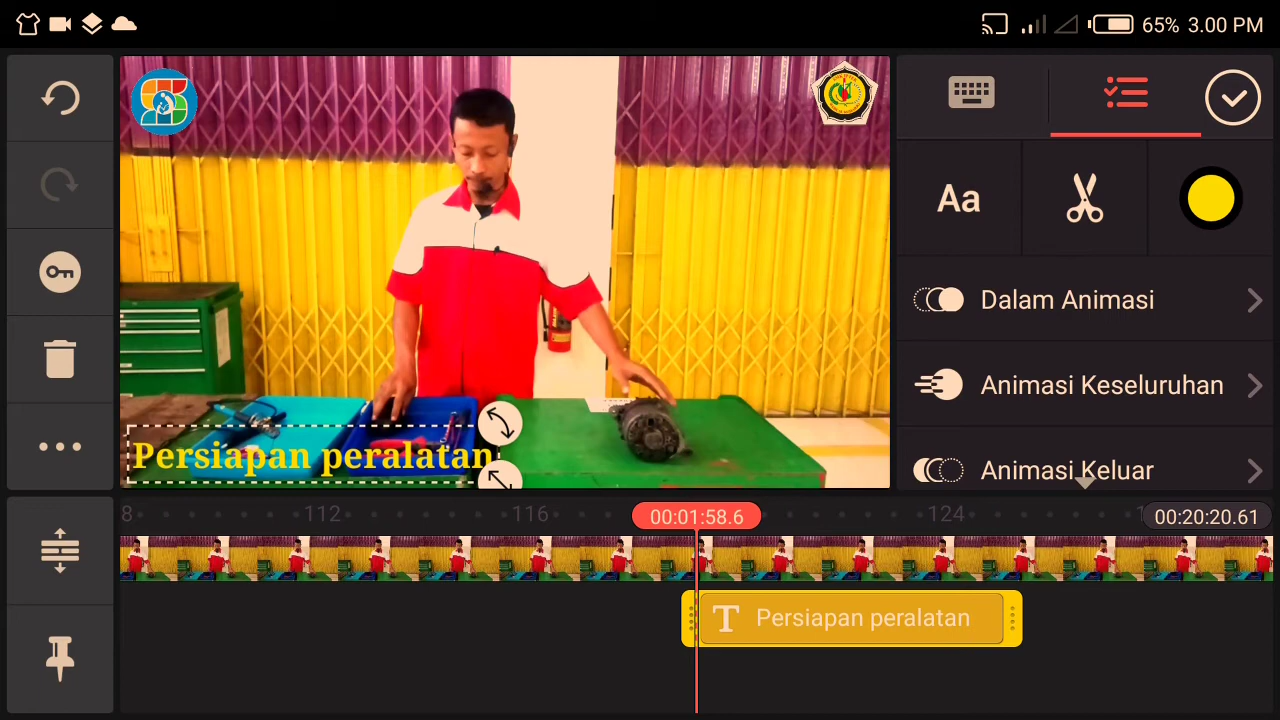 65% 3.00 PM
Aa
Dalam Animasi
Animasi Keseluruhan
Animasi Keluar
Persiapan peralatan
8 112 116 00:01:58.6 124 00:20:20.61
T Persiapan peralatan